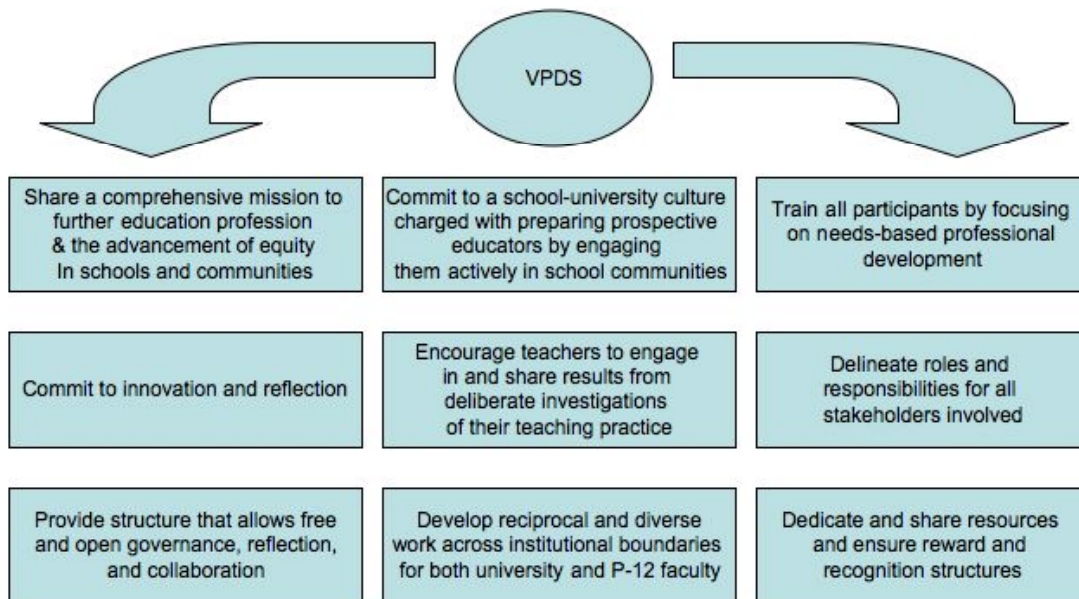 VPDS
Share a comprehensive mission to
further education profession
& the advancement of equity
In schools and communities
Commit to a school-university culture
charged with preparing prospective
educators by engaging
them actively in school communities
Train all participants by focusing
on needs-based professional
development
Commit to innovation and reflection
Encourage teachers to engage
in and share results from
deliberate investigations
of their teaching practice
Delineate roles and
responsibilities for all
stakeholders involved
Provide structure that allows free
and open governance, reflection,
and collaboration
Develop reciprocal and diverse
work across institutional boundaries
for both university and P-12 faculty
Dedicate and share resources
and ensure reward and
recognition structures